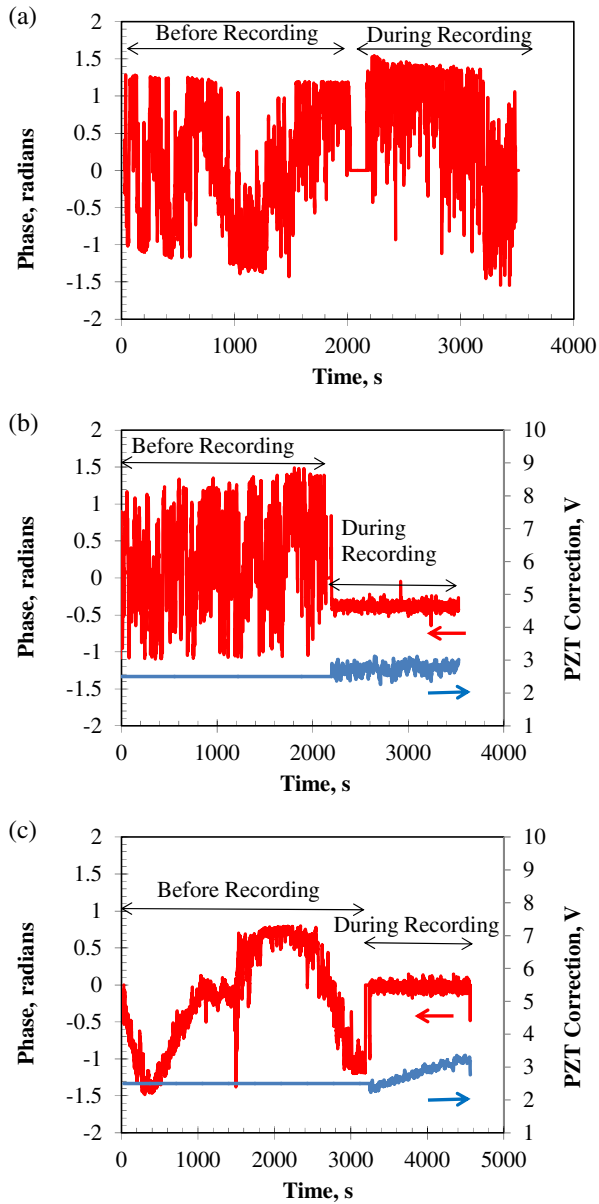 (a)
Before Recording
During Recording
2
1.5
1
0.5
0
-0.5
-1
-1.5
-2
Phase, radians
0 1000 2000 3000 4000
Time, s
(b)
Before Recording
During
Recording
2
1.5
1
0.5
0
-0.5
-1
-1.5
-2
Phase, radians
10
9
8
7
6
5
4
3
2
1
PZT Correction, V
0 1000 2000 3000 4000
Time, s
(c)
Before Recording
During Recording
2
1.5
1
0.5
0
-0.5
-1
-1.5
-2
Phase, radians
10
9
8
7
6
5
4
3
2
1
PZT Correction, V
0 1000 2000 3000 4000 5000
Time, s